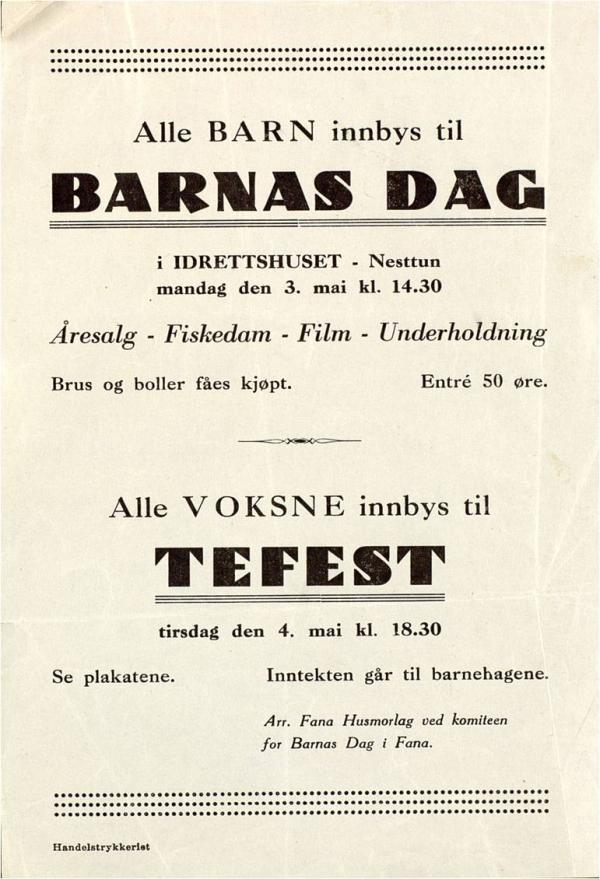 Alle BARN innbys til
BARNAS DAG
i IDRETTSHUSET - Nesttun
mandag den 3. mai kl. 14.30
Åresalg - Fiskedam - Film - Underholdning
Brus og boller fåes kjøpt. Entré 50 øre.
Alle VOKSNE innbys til
TEFEST
tirsdag den 4. mai kl. 18.30
Se plakatene. Inntekten går til barnehagene.
Arr. Fana Husmorlag ved komiteen
for Barnas Dag i Fana.
Handelstrykkeriet